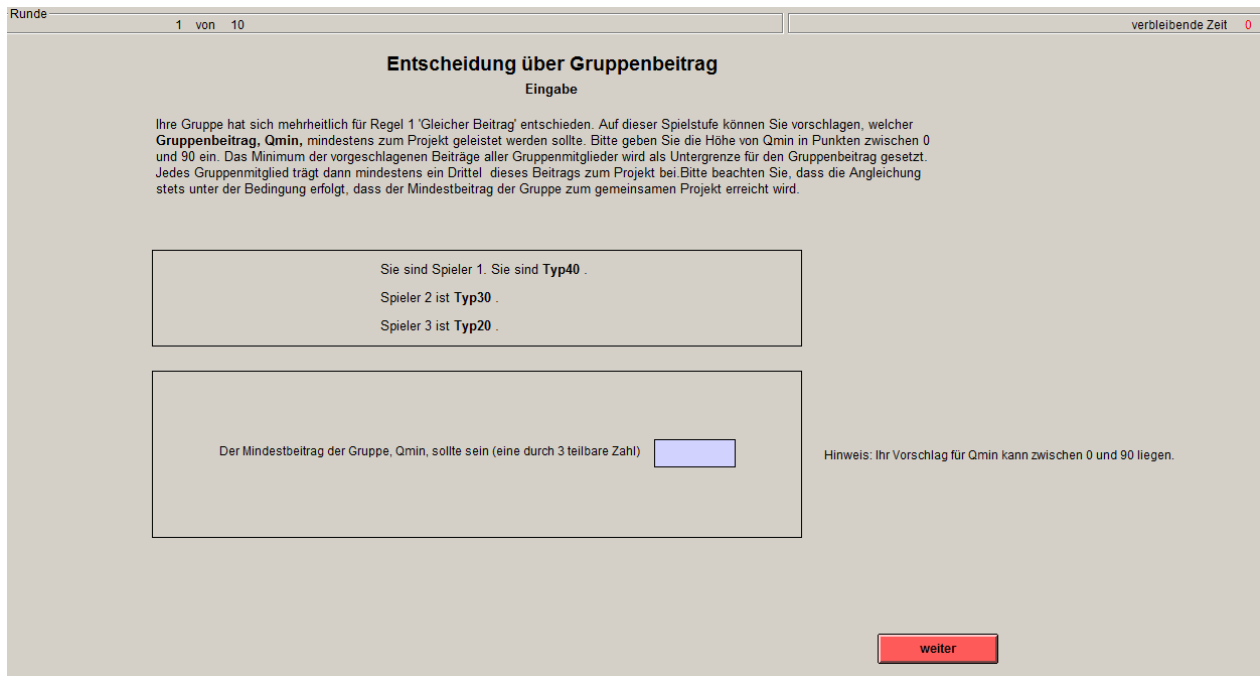 Runde
1 von 10
verbleibende Zeit 0
Entscheidung über Gruppenbeitrag
Eingabe
Ihre Gruppe hat sich mehrheitlich für Regel 1 'Gleicher Beitrag' entschieden. Auf dieser Spielstufe können Sie vorschlagen, welcher
Gruppenbeitrag, Qmin, mindestens zum Projekt geleistet werden sollte. Bitte geben Sie die Höhe von Qmin in Punkten zwischen 0
und 90 ein. Das Minimum der vorgeschlagenen Beiträge aller Gruppenmitglieder wird als Untergrenze für den Gruppenbeitrag gesetzt.
Jedes Gruppenmitglied trägt dann mindestens ein Drittel dieses Beitrags zum Projekt bei.Bitte beachten Sie, dass die Angleichung
stets unter der Bedingung erfolgt, dass der Mindestbeitrag der Gruppe zum gemeinsamen Projekt erreicht wird.
Sie sind Spieler 1. Sie sind Typ40 .
Spieler 2 ist Typ30 .
Spieler 3 ist Typ20 .
Der Mindestbeitrag der Gruppe, Qmin, sollte sein (eine durch 3 teilbare Zahl)
Hinweis: Ihr Vorschlag für Qmin kann zwischen 0 und 90 liegen.
weiter